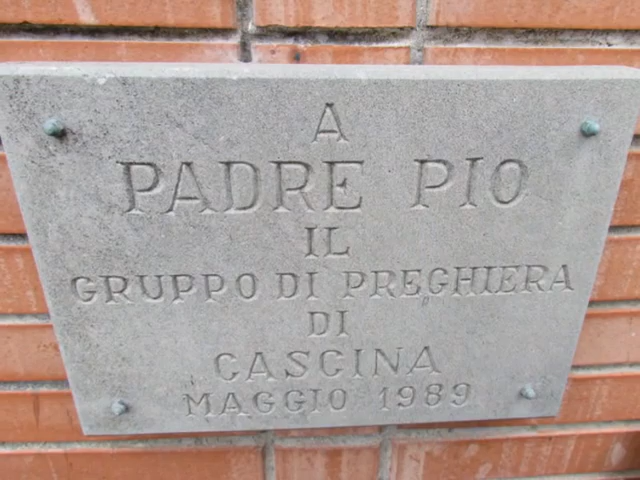 A
PADRE PIO
IL
GRUPPO DI PREGHIERA
DI
CASCINA
MAGGIO 1989